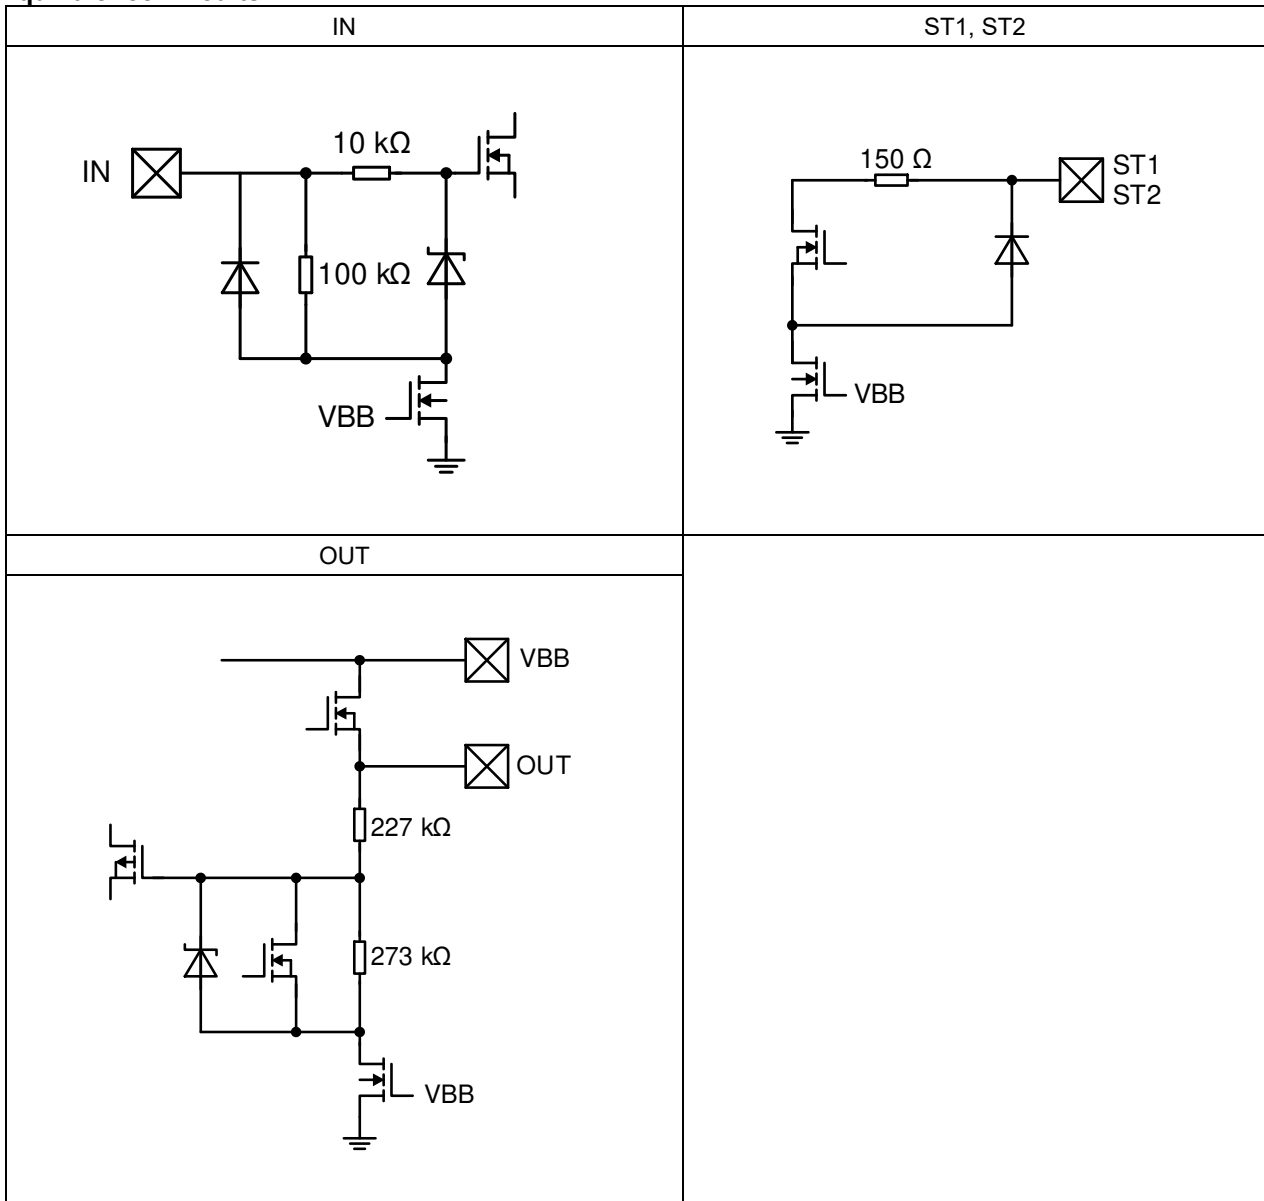 IN
ST1, ST2
10 kΩ
IN
100 kΩ
VBB
150 Ω
ST1
ST2
VBB
OUT
VBB
OUT
227 kΩ
273 kΩ
VBB